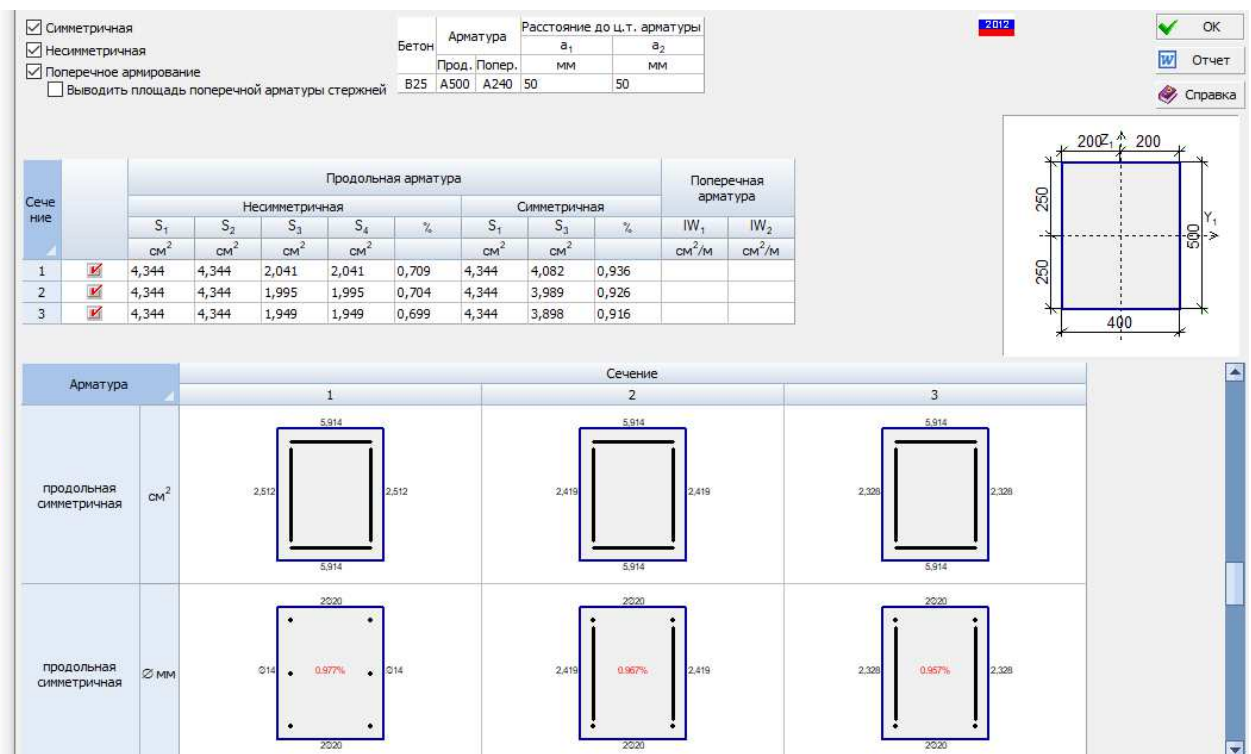 Симметричная
Несимметричная
Поперечное армирование
Выводить площадь поперечной арматуры стержней
Бетон Арматура Расстояние до ц.т. арматуры
a1 a2
Прод. Попер. мм мм
B25 A500 A240 50 50
2012
OK
Отчет
Справка
200 Z1 200
250
250
500
Y1
400
Сече
ние
Продольная арматура
Поперечная
арматура
Несимметричная Симметричная
S1 S2 S3 S4 % S1 S3 % IW1 IW2
см2 см2 см2 см2 см2 см2 см2/м см2/м
1 4,344 4,344 2,041 2,041 0,709 4,344 4,082 0,936
2 4,344 4,344 1,995 1,995 0,704 4,344 3,989 0,926
3 4,344 4,344 1,949 1,949 0,699 4,344 3,898 0,916
Арматура
Сечение
1 2 3
продольная
симметричная
см2
5,914 5,914 5,914
2,512 2,512 2,419 2,419 2,328 2,328
5,914 5,914 5,914
продольная
симметричная
∅ мм
2∅20 2∅20 2∅20
∅14 0.977% ∅14 2,419 0.967% 2,419 2,328 0.957% 2,328
2∅20 2∅20 2∅20